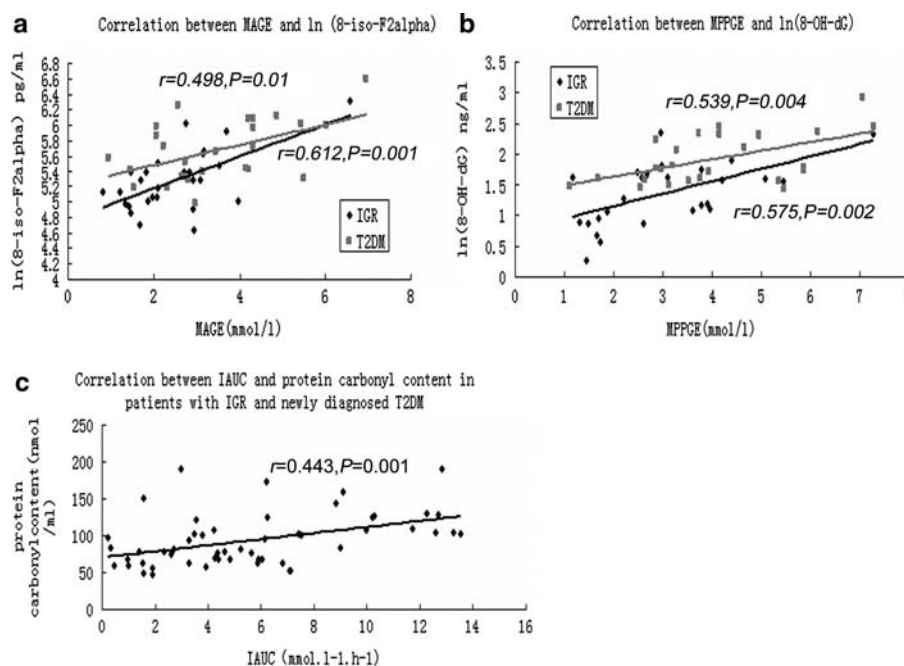 a
Correlation between MAGE and ln (8-iso-F2alpha)
ln(8-iso-F2alpha) pg/ml
6.8
6.6
6.4
6.2
6
5.8
5.6
5.4
5.2
5
4.8
4.6
4.4
4.2
4
r=0.498,P=0.01
r=0.612,P=0.001
IGR
T2DM
0 2 4 6 8
MAGE(mmol/l)
b
Correlation between MPPGE and ln(8-OH-dG)
ln(8-OH-dG) ng/ml
3.5
3
2.5
2
1.5
1
0.5
0
IGR
T2DM
r=0.539,P=0.004
r=0.575,P=0.002
0 1 2 3 4 5 6 7
MPPGE(mmol/l)
c
Correlation between IAUC and protein carbonyl content in
patients with IGR and newly diagnosed T2DM
protein
carbonyl content(nmol
/ml)
250
200
150
100
50
0
r=0.443,P=0.001
0 2 4 6 8 10 12 14 16
IAUC (mmol.l-1.h-1)